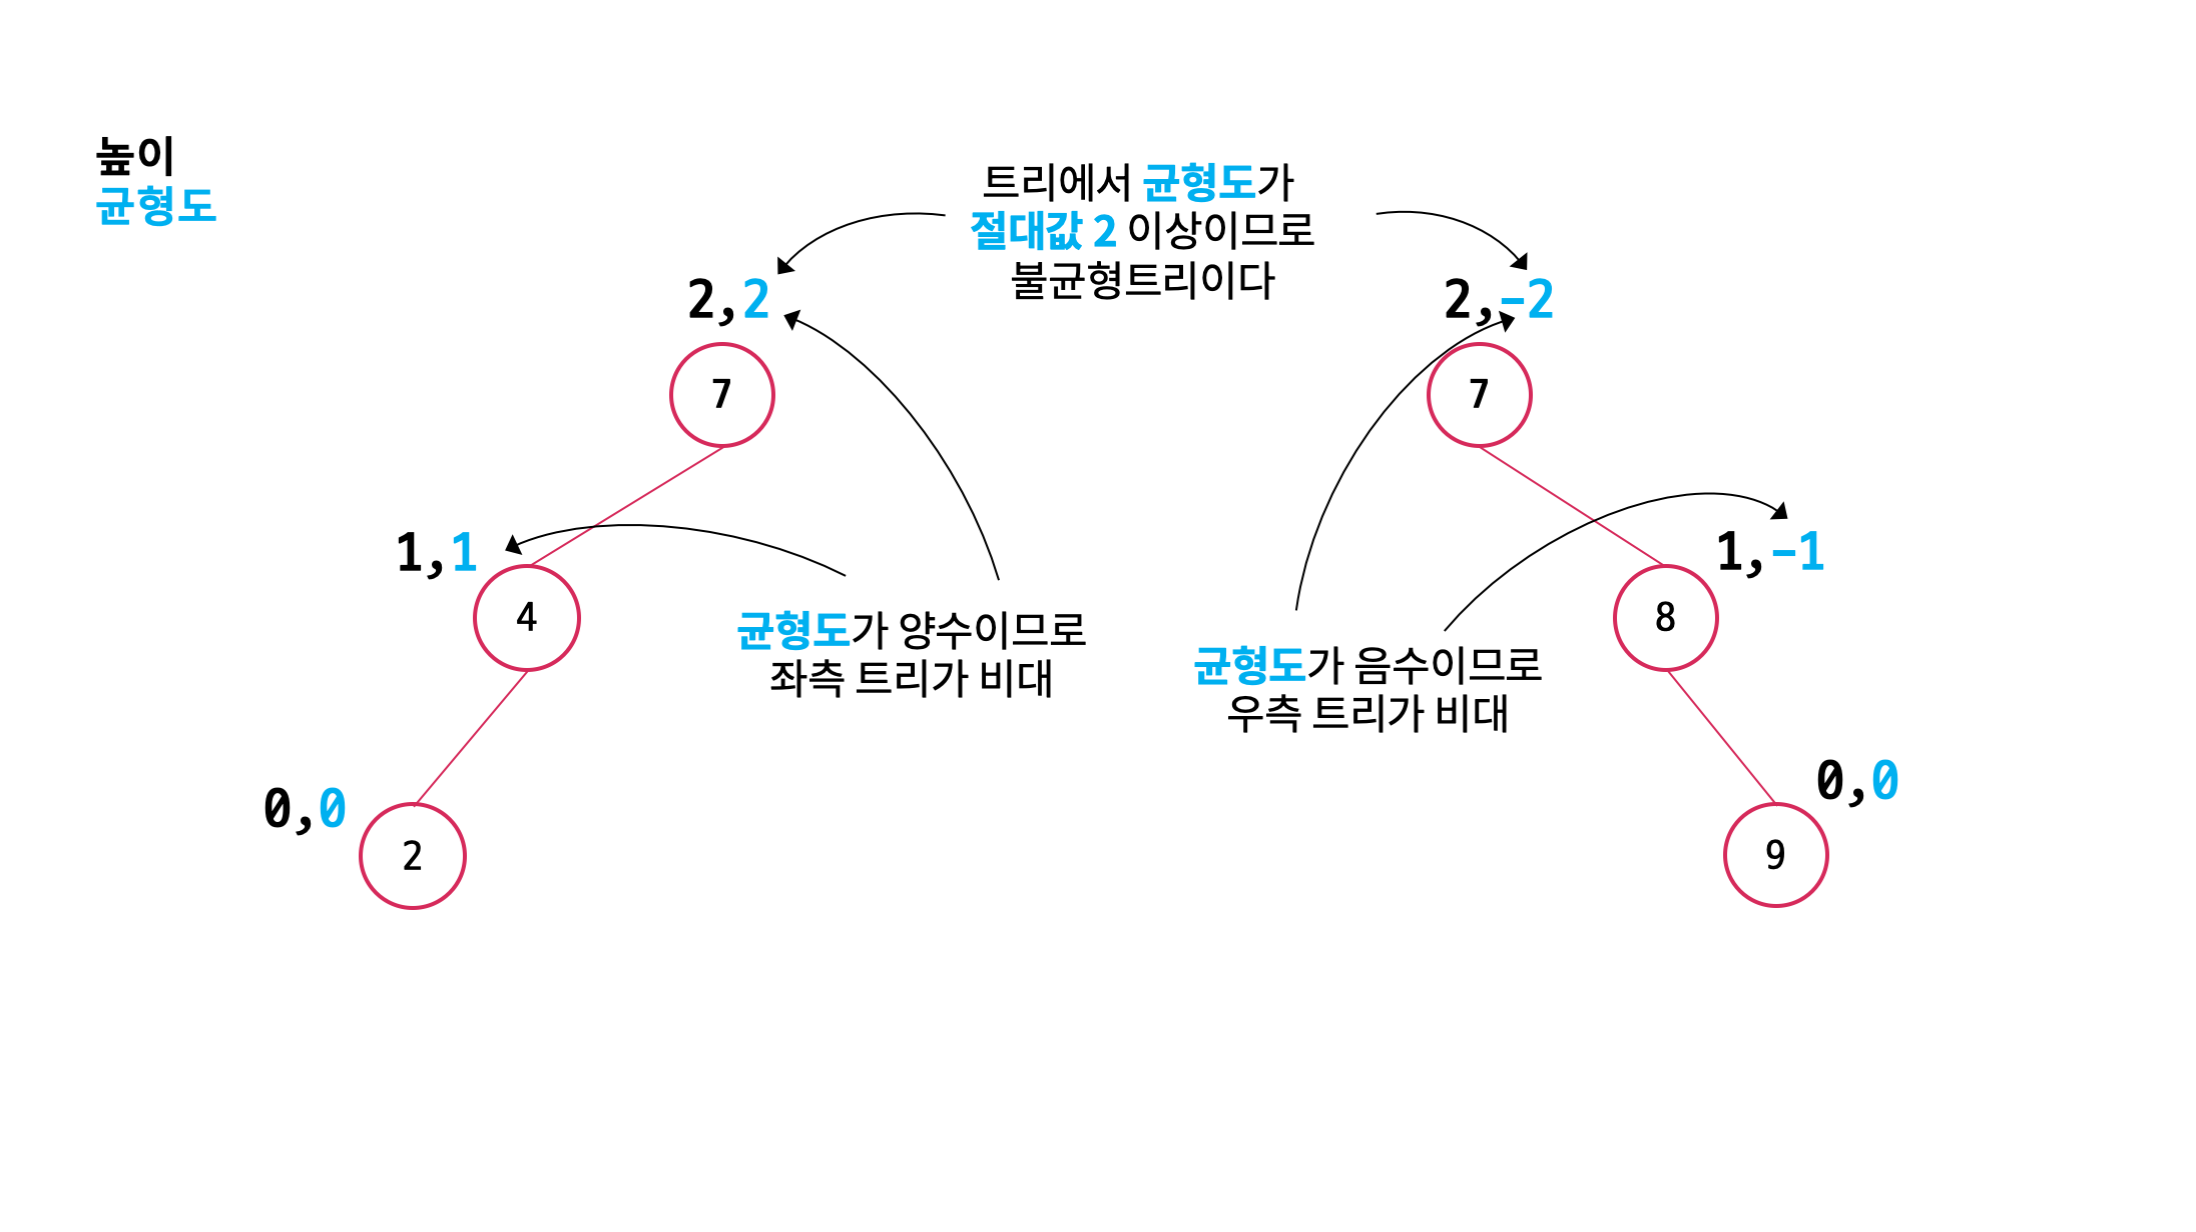 높이
균형도
트리에서 균형도가
절대값 2 이상이므로
불균형트리이다
2,2
2,-2
7
7
1,1
1,-1
4
8
균형도가 양수이므로
좌측 트리가 비대
균형도가 음수이므로
우측 트리가 비대
0,0
0,0
2
9